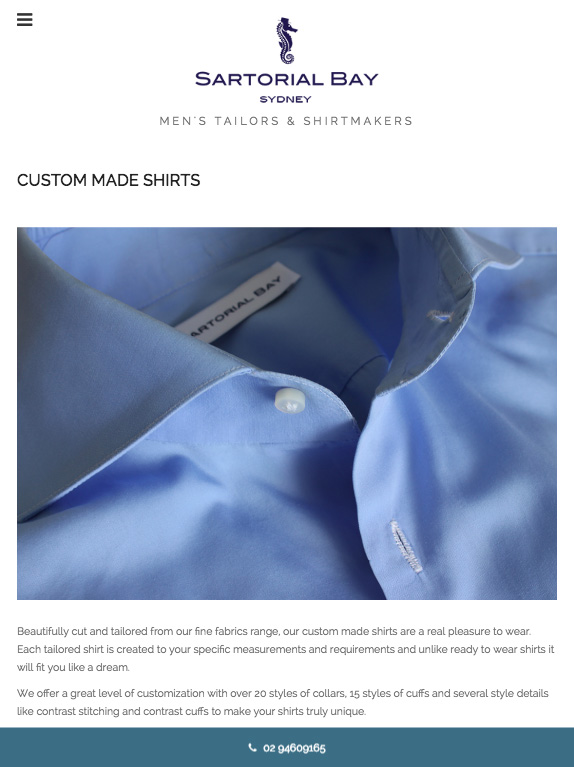 SARTORIAL BAY
SYDNEY
MEN'S TAILORS & SHIRTMAKERS
CUSTOM MADE SHIRTS
ARTORIAL BAY
Beautifully cut and tailored from our fine fabrics range, our custom made shirts are a real pleasure to wear.
Each tailored shirt is created to your specific measurements and requirements and unlike ready to wear shirts it
will fit you like a dream.
We offer a great level of customization with over 20 styles of collars, 15 styles of cuffs and several style details
like contrast stitching and contrast cuffs to make your shirts truly unique.
02 94609165